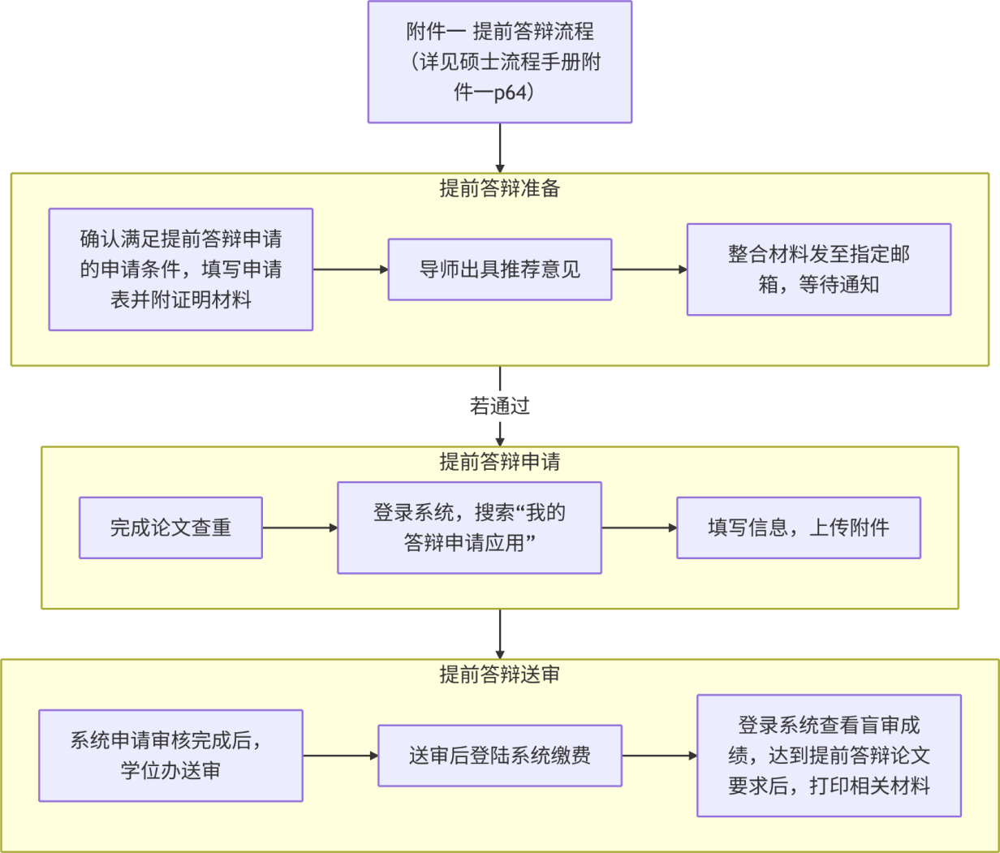 附件一 提前答辩流程
（详见硕士流程手册附
件一p64）
提前答辩准备
确认满足提前答辩申请
的申请条件，填写申请
表并附证明材料
导师出具推荐意见
整合材料发至指定邮
箱，等待通知
若通过
提前答辩申请
完成论文查重
登录系统，搜索“我的
答辩申请应用”
填写信息，上传附件
提前答辩送审
系统申请审核完成后，
学位办送审
送审后登陆系统缴费
登录系统查看盲审成
绩，达到提前答辩论文
要求后，打印相关材料